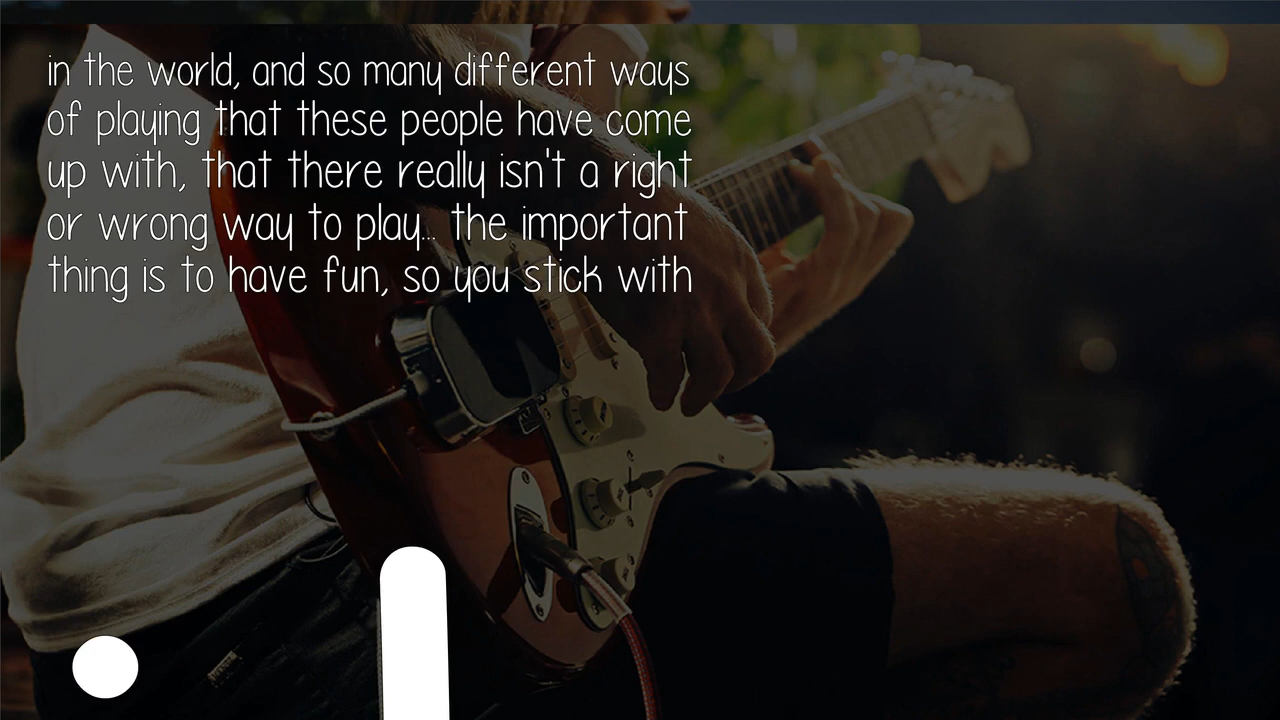 in the world, and so many different ways
of playing that these people have come
up with, that there really isn't a right
or wrong way to play... the important
thing is to have fun, so you stick with